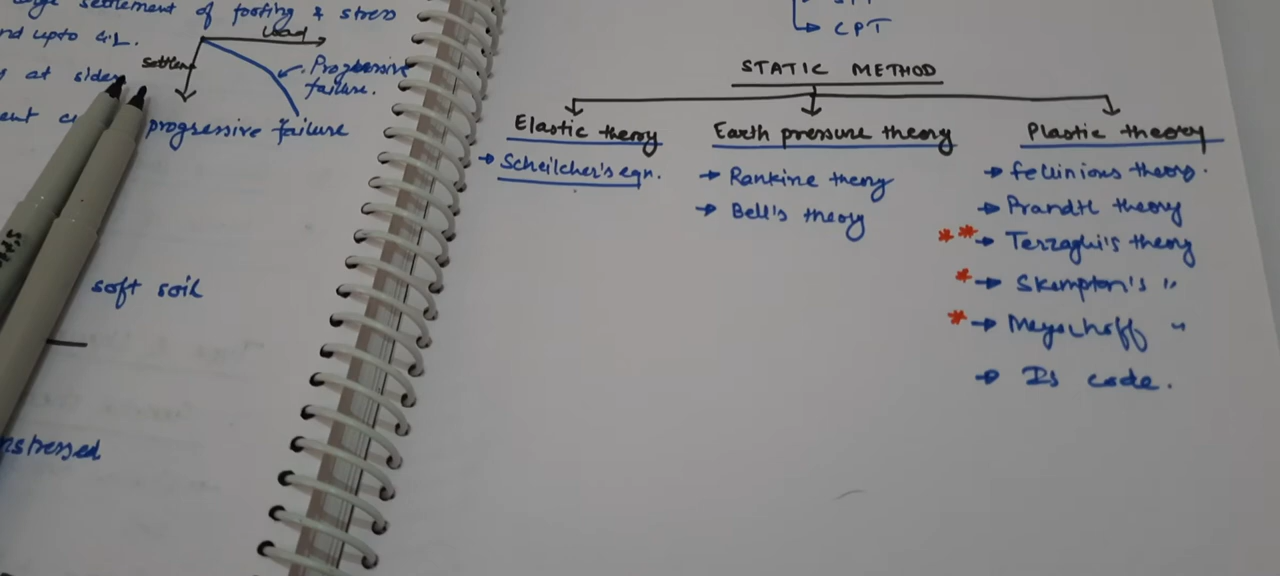 settlement of footing & stress
upto G.L.
Load
settlem
at sides
Progressive
failure.
progressive failure
soft soil
nstressed
CPT
STATIC METHOD
Elastic theory
→ Scheilcher's eqn.
Earth pressure theory
→ Rankine theory
→ Bell's theory
Plastic theory
→ fellinious theory.
→ Prandtl theory
** → Terzaghi's theory
* → Skempton's "
* → Meyerhoff "
→ IS code.